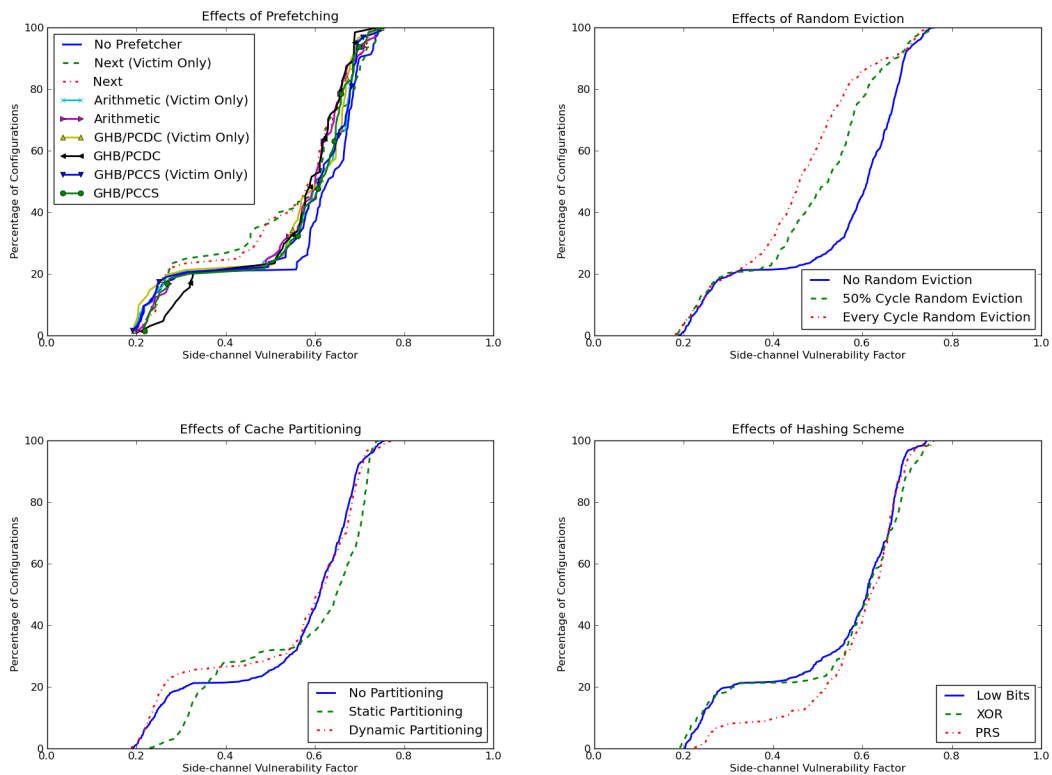 Effects of Prefetching
100
80
60
40
20
0
Percentage of Configurations
No Prefetcher
Next (Victim Only)
Next
Arithmetic (Victim Only)
Arithmetic
GHB/PCDC (Victim Only)
GHB/PCDC
GHB/PCCS (Victim Only)
GHB/PCCS
0.0 0.2 0.4 0.6 0.8 1.0
Side-channel Vulnerability Factor
Effects of Random Eviction
100
80
60
40
20
0
Percentage of Configurations
No Random Eviction
50% Cycle Random Eviction
Every Cycle Random Eviction
0.0 0.2 0.4 0.6 0.8 1.0
Side-channel Vulnerability Factor
Effects of Cache Partitioning
100
80
60
40
20
0
Percentage of Configurations
No Partitioning
Static Partitioning
Dynamic Partitioning
0.0 0.2 0.4 0.6 0.8 1.0
Side-channel Vulnerability Factor
Effects of Hashing Scheme
100
80
60
40
20
0
Percentage of Configurations
Low Bits
XOR
PRS
0.0 0.2 0.4 0.6 0.8 1.0
Side-channel Vulnerability Factor